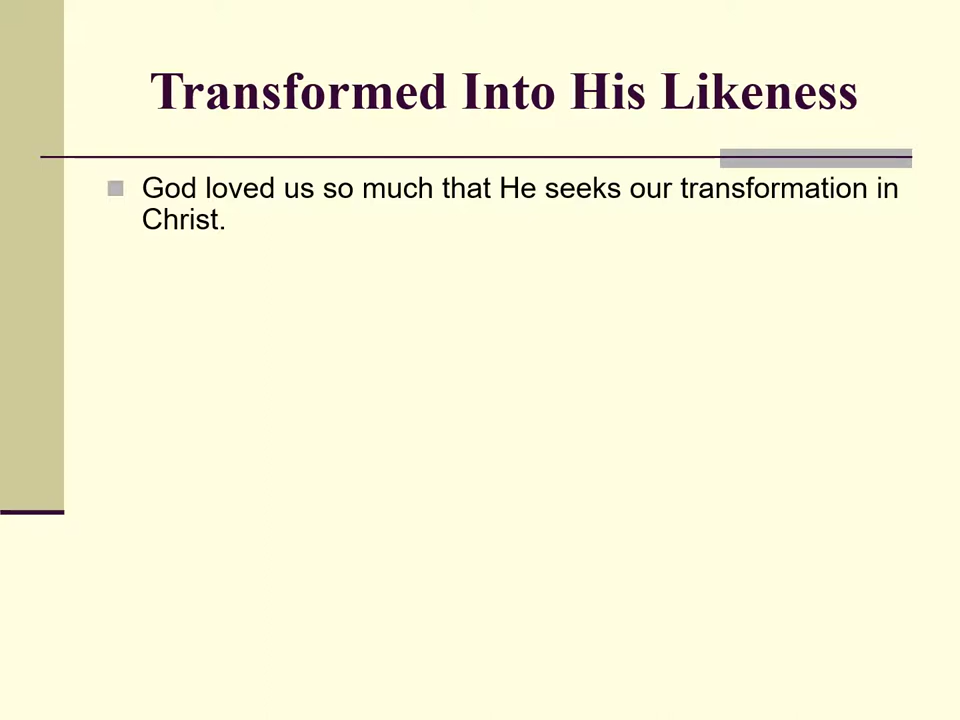 Transformed Into His Likeness
God loved us so much that He seeks our transformation in
Christ.